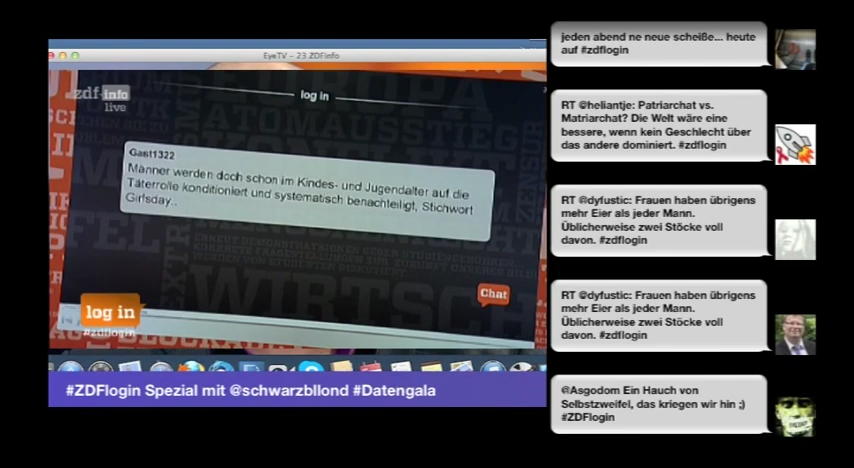 EyeTV – 23 ZDFinfo
zdf info
live
log in
Gast1322
Männer werden doch schon im Kindes- und Jugendalter auf die
Täterrolle konditioniert und systematisch benachteiligt, Stichwort
Girlsday..
Chat
log in
#zdflogin
WIRTSCH
#ZDFlogin Spezial mit @schwarzbllond #Datengala
jeden abend ne neue scheiße... heute
auf #zdflogin
RT @heliantje: Patriarchat vs.
Matriarchat? Die Welt wäre eine
bessere, wenn kein Geschlecht über
das andere dominiert. #zdflogin
RT @dyfustic: Frauen haben übrigens
mehr Eier als jeder Mann.
Üblicherweise zwei Stöcke voll
davon. #zdflogin
RT @dyfustic: Frauen haben übrigens
mehr Eier als jeder Mann.
Üblicherweise zwei Stöcke voll
davon. #zdflogin
@Asgodom Ein Hauch von
Selbstzweifel, das kriegen wir hin ;)
#ZDFlogin